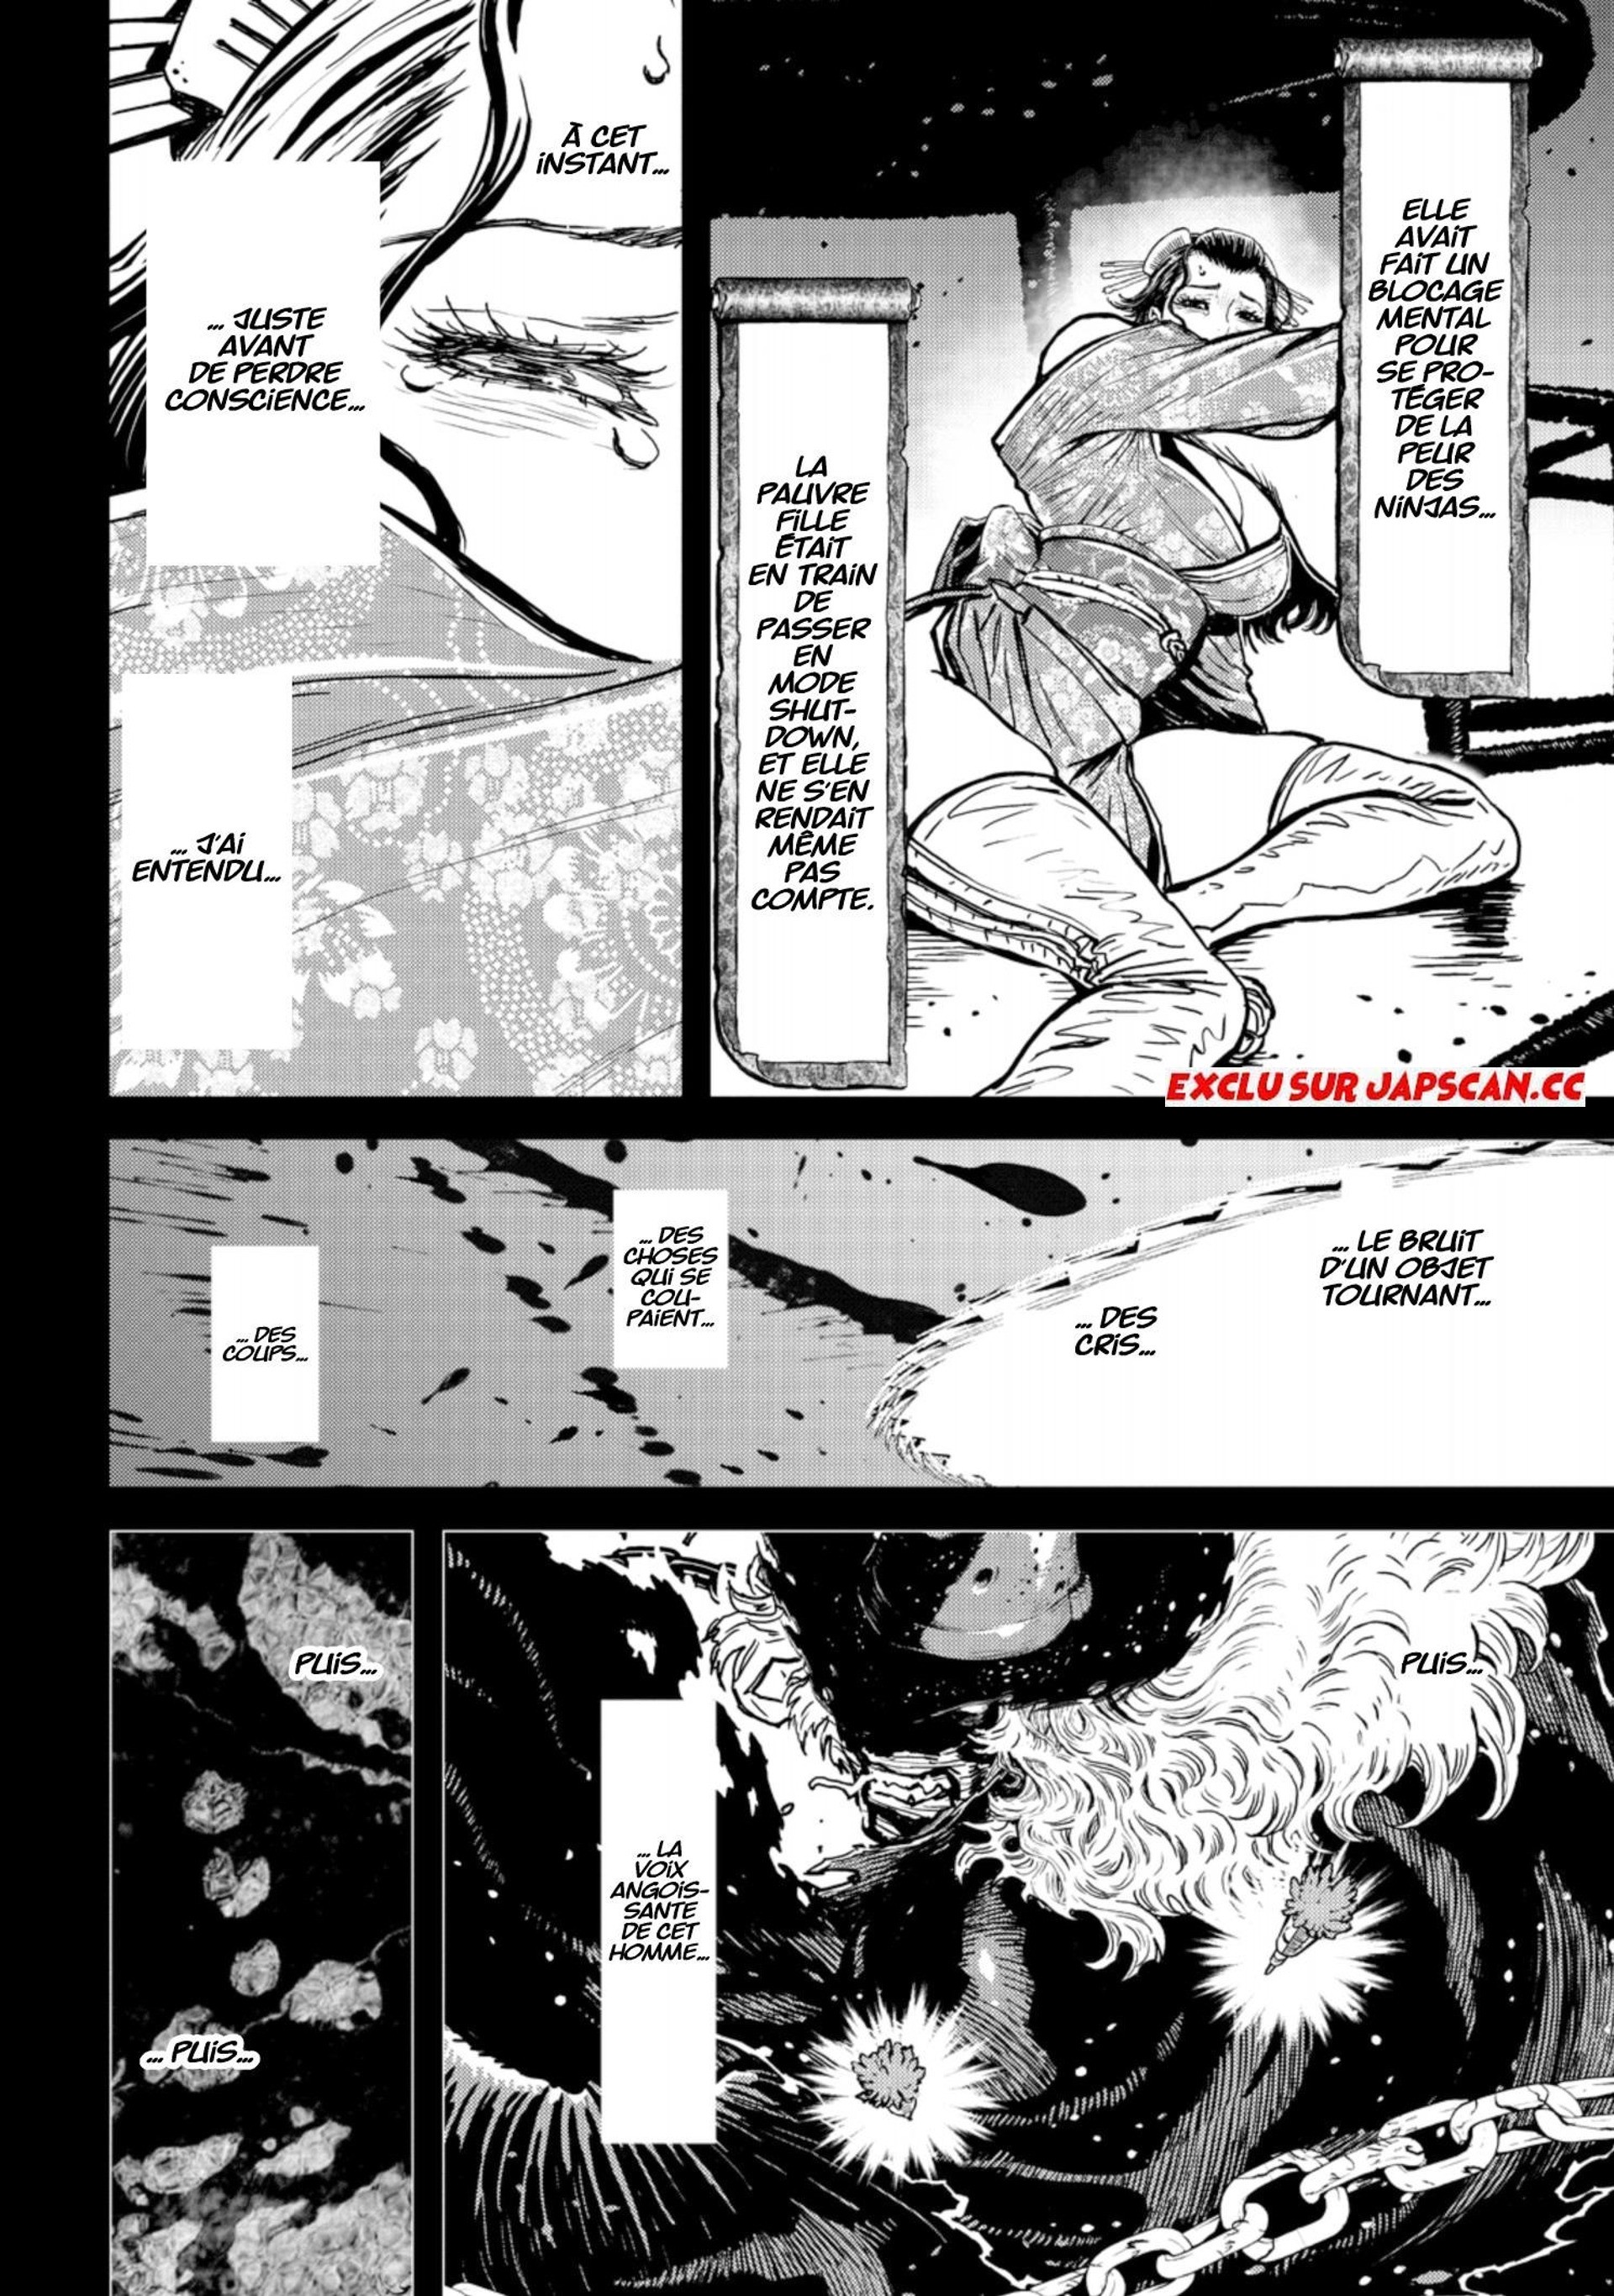 ELLE
AVAIT
FAIT UN
BLOCAGE
MENTAL
POUR
SE PRO-
TÉGER
DE LA
PEUR
DES
NINJAS...
LA
PAUVRE
FILLE
ÉTAIT
EN TRAIN
DE
PASSER
EN
MODE
SHUT-
DOWN,
ET ELLE
NE S'EN
RENDAIT
MÊME
PAS
COMPTE.
À CET
INSTANT...
... JUSTE
AVANT
DE PERDRE
CONSCIENCE...
... J'AI
ENTENDU...
EXCLU SUR JAPSCAN.CC
... LE BRUIT
D'UN OBJET
TOURNANT...
... DES
CRIS...
... DES
CHOSES
QUI SE
COU-
PAIENT...
... DES
COUPS...
PUIS...
... LA
VOIX
ANGOIS-
SANTE
DE CET
HOMME...
PUIS...
... PUIS...